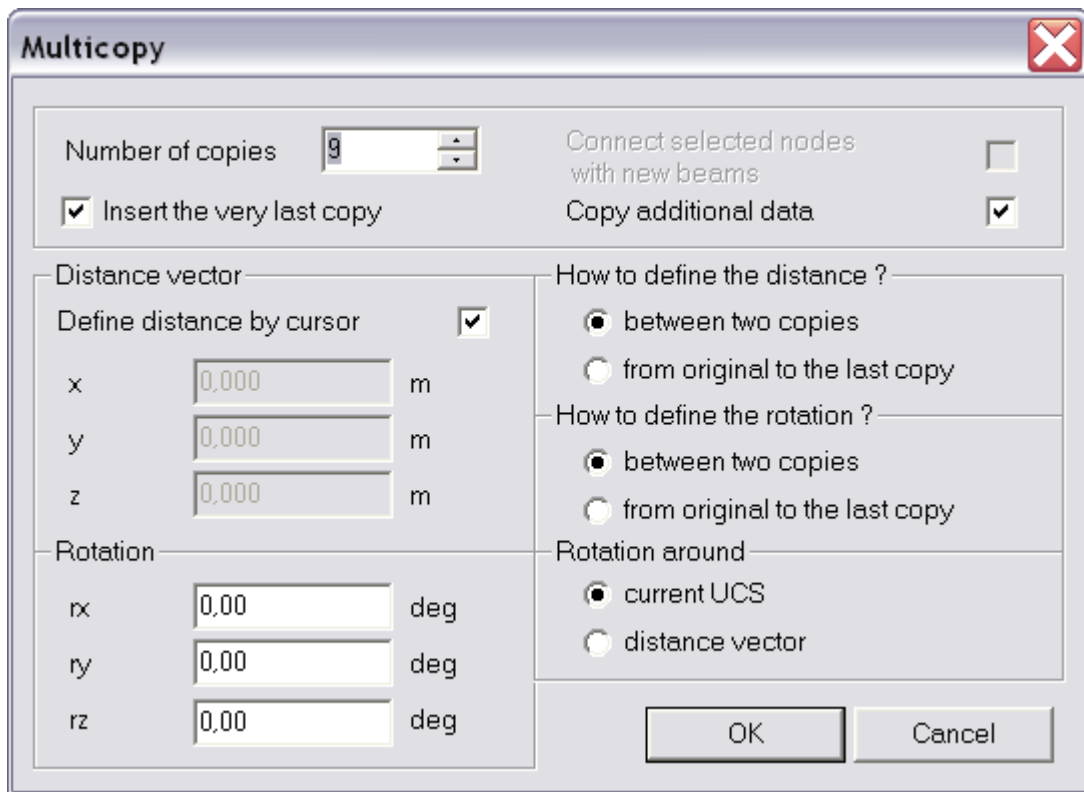 Multicopy
Number of copies 9
Connect selected nodes
with new beams
Insert the very last copy
Copy additional data
Distance vector
Define distance by cursor
x 0,000 m
y 0,000 m
z 0,000 m
How to define the distance ?
between two copies
from original to the last copy
How to define the rotation ?
between two copies
from original to the last copy
Rotation
rx 0,00 deg
ry 0,00 deg
rz 0,00 deg
Rotation around
current UCS
distance vector
OK Cancel